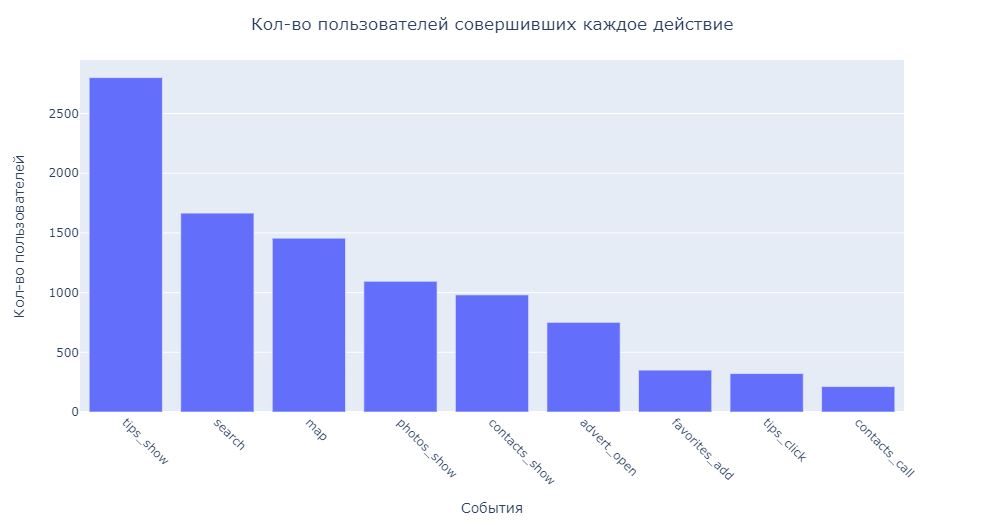 Кол-во пользователей совершивших каждое действие
Кол-во пользователей
2500
2000
1500
1000
500
0
tips_show
search
map
photos_show
contacts_show
advert_open
favorites_add
tips_click
contacts_call
События